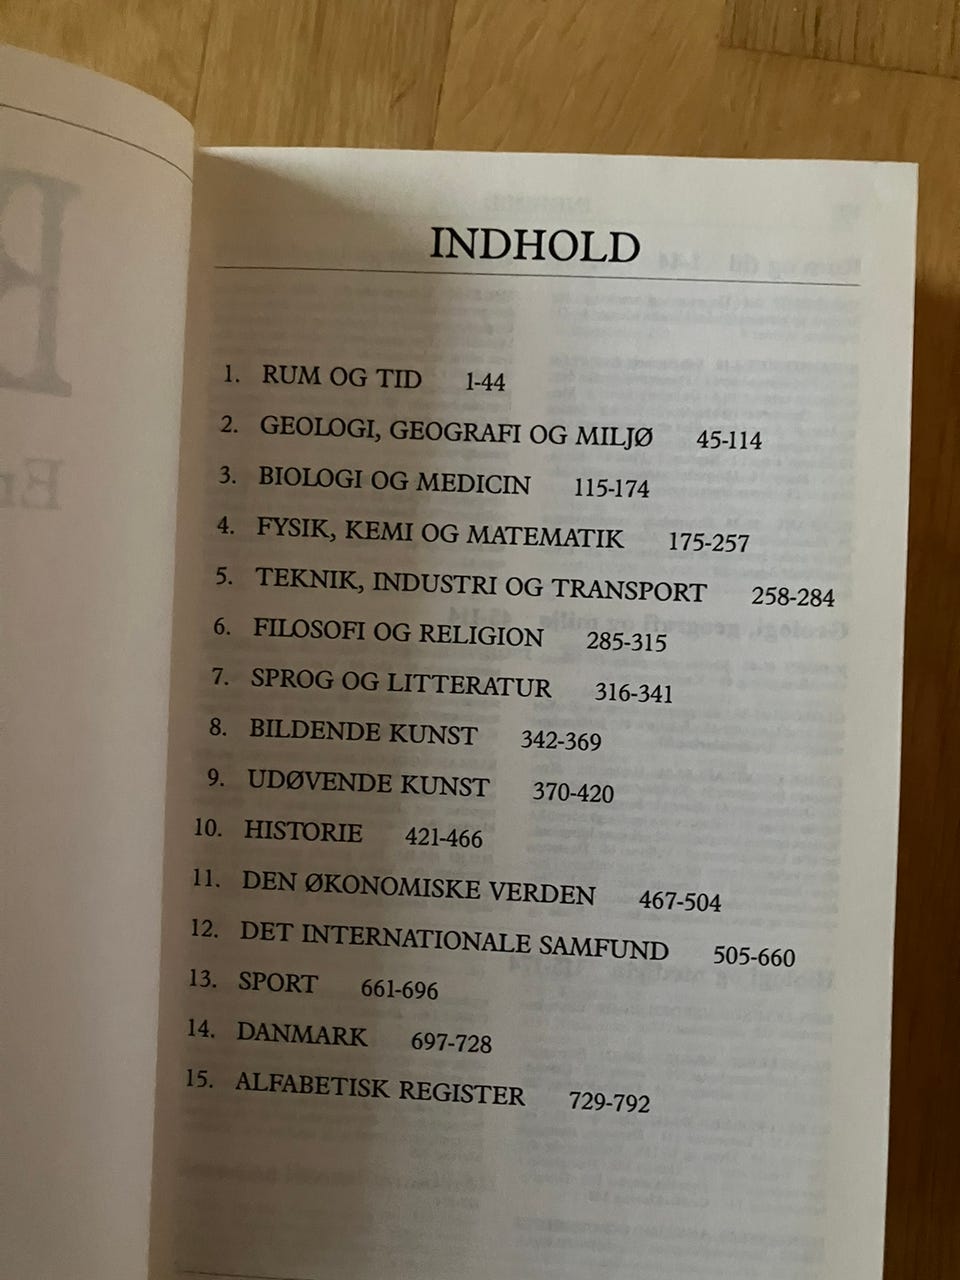 INDHOLD
1. RUM OG TID 1-44
2. GEOLOGI, GEOGRAFI OG MILJØ 45-114
3. BIOLOGI OG MEDICIN 115-174
4. FYSIK, KEMI OG MATEMATIK 175-257
5. TEKNIK, INDUSTRI OG TRANSPORT 258-284
6. FILOSOFI OG RELIGION 285-315
7. SPROG OG LITTERATUR 316-341
8. BILDENDE KUNST 342-369
9. UDØVENDE KUNST 370-420
10. HISTORIE 421-466
11. DEN ØKONOMISKE VERDEN 467-504
12. DET INTERNATIONALE SAMFUND 505-660
13. SPORT 661-696
14. DANMARK 697-728
15. ALFABETISK REGISTER 729-792